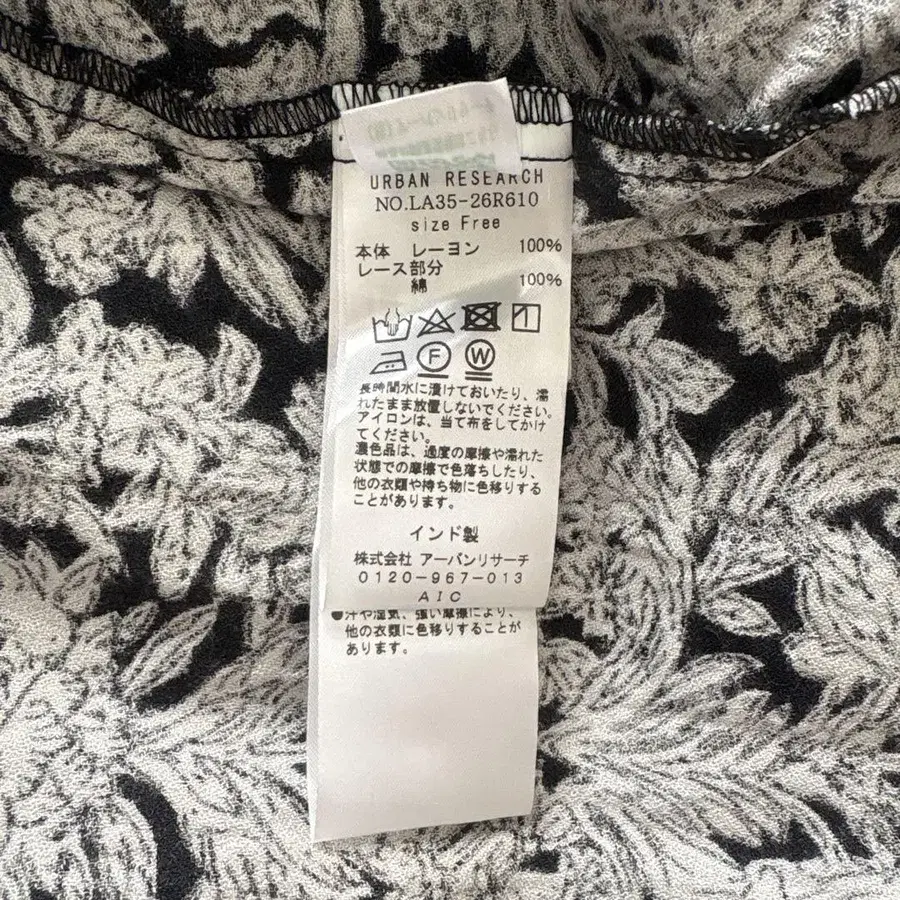 URBAN RESEARCH
NO.LA35-26R610
size Free
本体 レーヨン 100%
レース部分
綿 100%
F W
長時間水に漬けておいたり、濡
れたまま放置しないでください。
アイロンは、当て布をしてかけ
てください。
濃色品は、過度の摩擦や濡れた
状態での摩擦で色落ちしたり、
他の衣類や持ち物に色移りする
ことがあります。
インド製
株式会社 アーバンリサーチ
0120-967-013
AIC
●汗や湿気、強い摩擦により、
他の衣類に色移りすることが
あります。